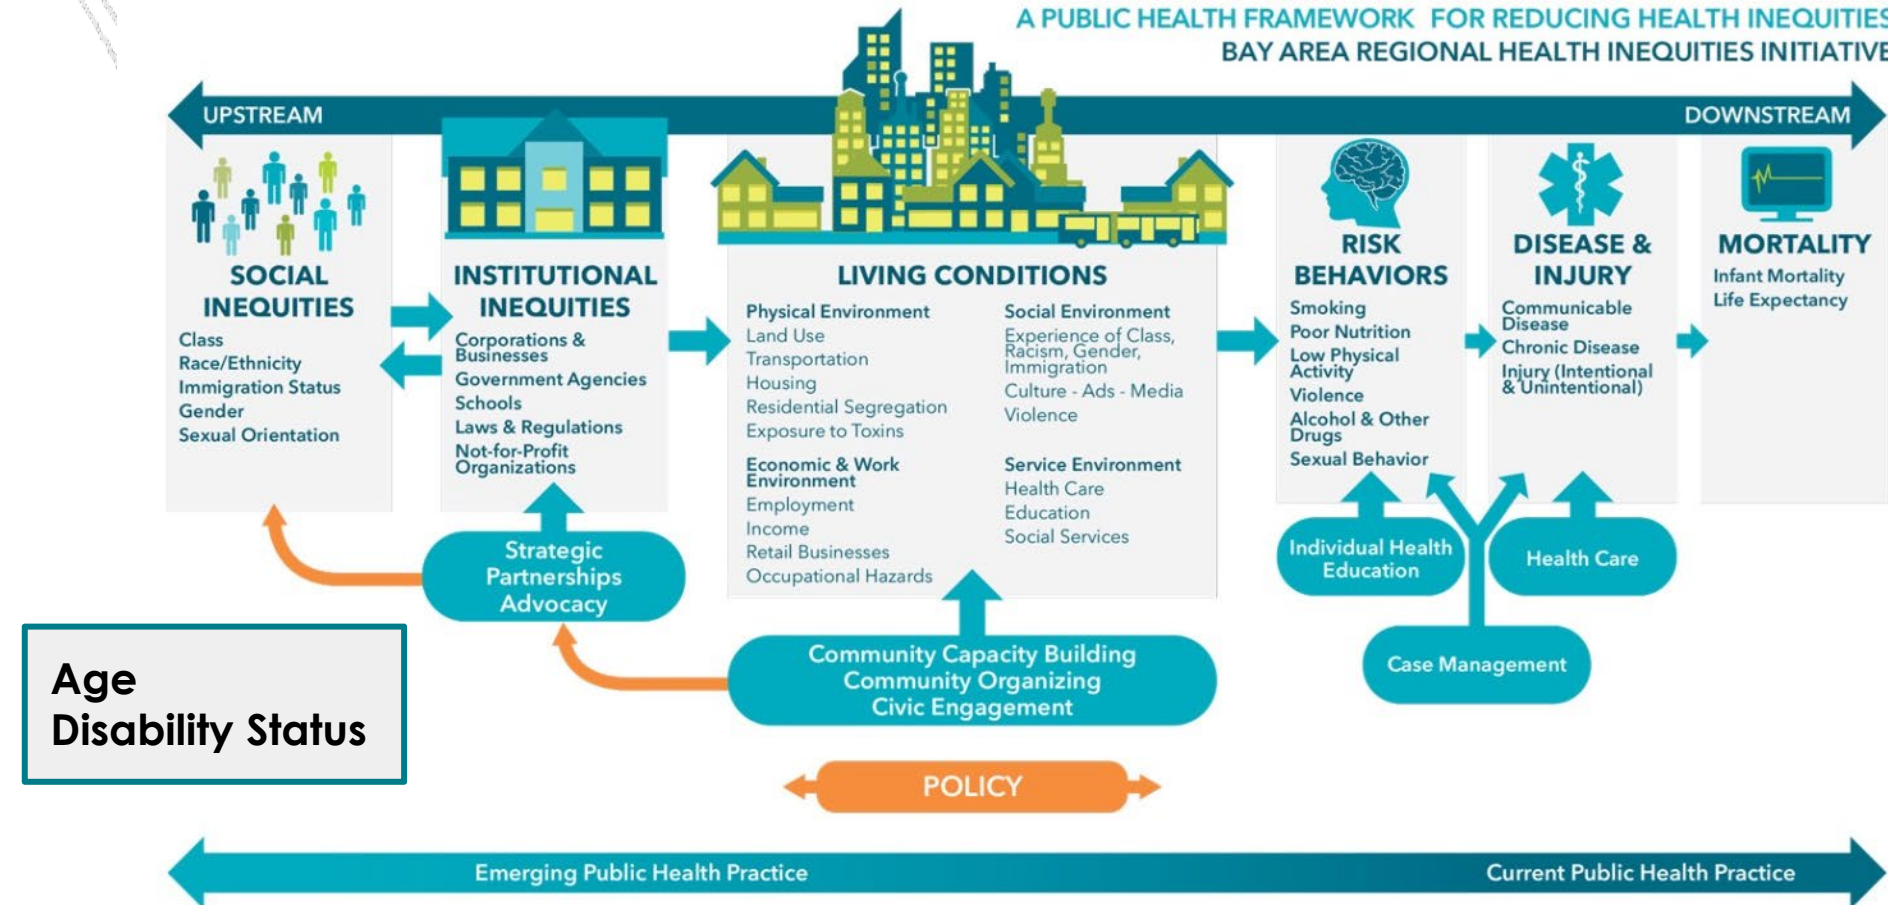 A PUBLIC HEALTH FRAMEWORK FOR REDUCING HEALTH INEQUITIES
BAY AREA REGIONAL HEALTH INEQUITIES INITIATIVE
UPSTREAM
DOWNSTREAM
SOCIAL
INEQUITIES
Class
Race/Ethnicity
Immigration Status
Gender
Sexual Orientation
INSTITUTIONAL
INEQUITIES
Corporations &
Businesses
Government Agencies
Schools
Laws & Regulations
Not-for-Profit
Organizations
LIVING CONDITIONS
Physical Environment
Land Use
Transportation
Housing
Residential Segregation
Exposure to Toxins
Economic & Work
Environment
Employment
Income
Retail Businesses
Occupational Hazards
Social Environment
Experience of Class,
Racism, Gender,
Immigration
Culture - Ads - Media
Violence
Service Environment
Health Care
Education
Social Services
RISK
BEHAVIORS
Smoking
Poor Nutrition
Low Physical
Activity
Violence
Alcohol & Other
Drugs
Sexual Behavior
DISEASE &
INJURY
Communicable
Disease
Chronic Disease
Injury (Intentional
& Unintentional)
MORTALITY
Infant Mortality
Life Expectancy
Strategic
Partnerships
Advocacy
Individual Health
Education
Health Care
Case Management
Community Capacity Building
Community Organizing
Civic Engagement
Age
Disability Status
POLICY
Emerging Public Health Practice
Current Public Health Practice